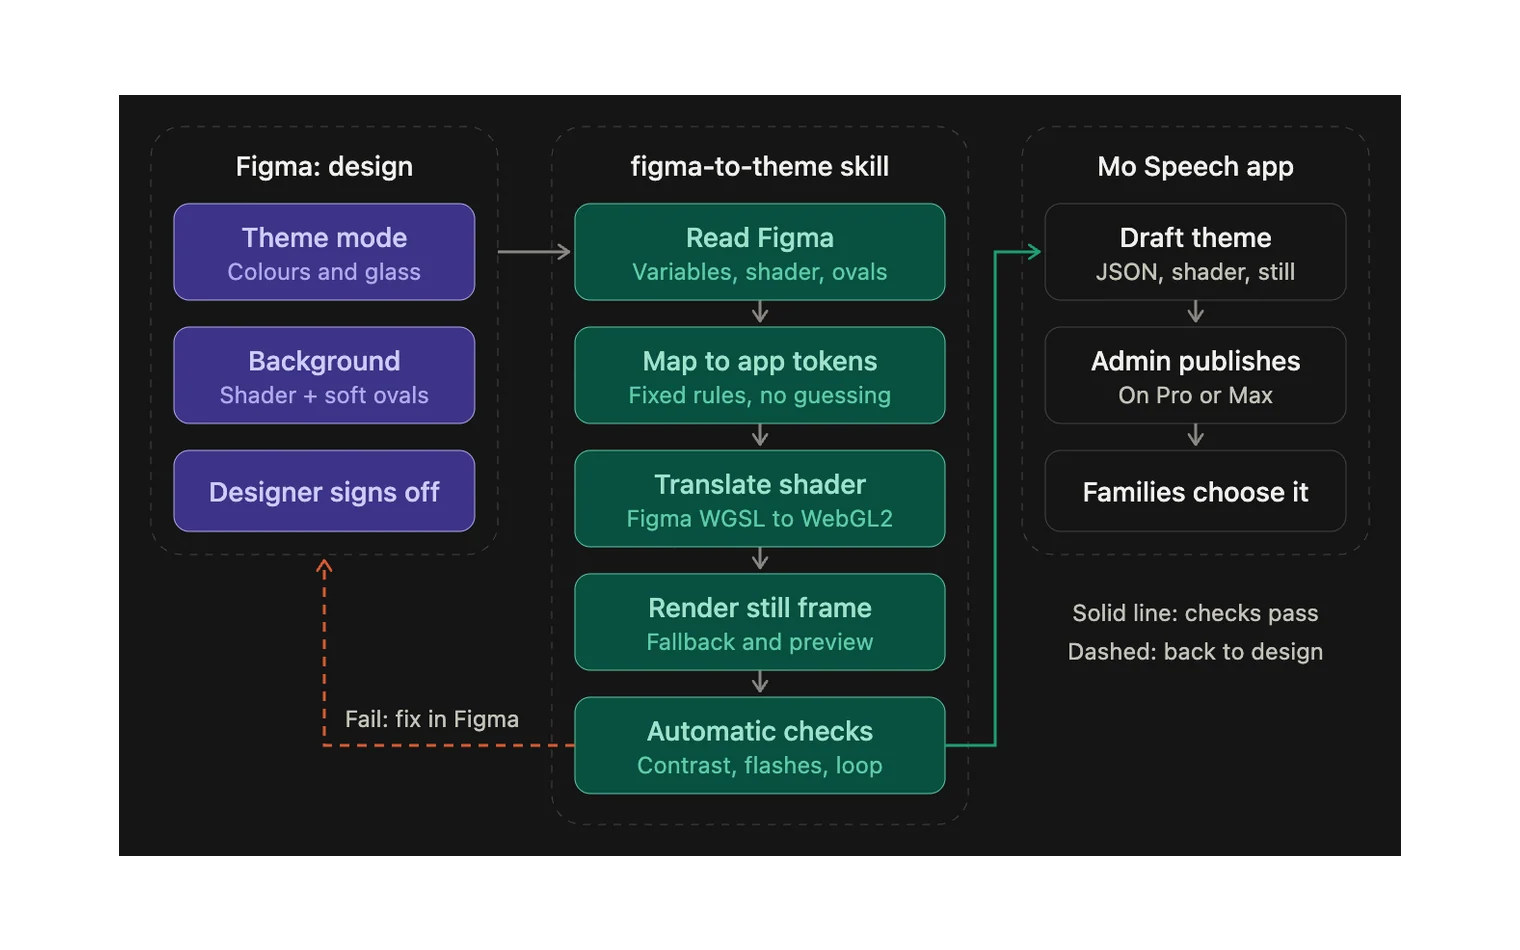 Figma: design
Theme mode
Colours and glass
Background
Shader + soft ovals
Designer signs off
figma-to-theme skill
Read Figma
Variables, shader, ovals
Map to app tokens
Fixed rules, no guessing
Translate shader
Figma WGSL to WebGL2
Render still frame
Fallback and preview
Automatic checks
Contrast, flashes, loop
Fail: fix in Figma
Mo Speech app
Draft theme
JSON, shader, still
Admin publishes
On Pro or Max
Families choose it
Solid line: checks pass
Dashed: back to design